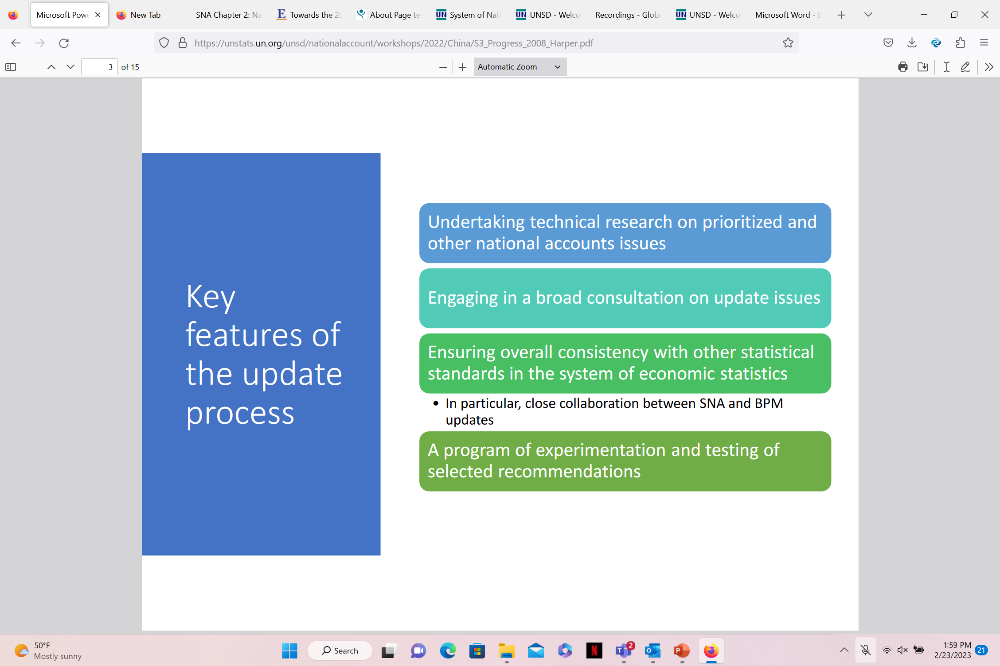 Microsoft Pow
New Tab
SNA Chapter 2: Na
Towards the 20
About Page te
System of Nati
UNSD - Welco
Recordings - Globa
UNSD - Welco
Microsoft Word -
https://unstats.un.org/unsd/nationalaccount/workshops/2022/China/S3_Progress_2008_Harper.pdf
3 of 15
Automatic Zoom
Key
features of
the update
process
Undertaking technical research on prioritized and
other national accounts issues
Engaging in a broad consultation on update issues
Ensuring overall consistency with other statistical
standards in the system of economic statistics
• In particular, close collaboration between SNA and BPM
updates
A program of experimentation and testing of
selected recommendations
50°F
Mostly sunny
Search
2
1:59 PM
2/23/2023
21